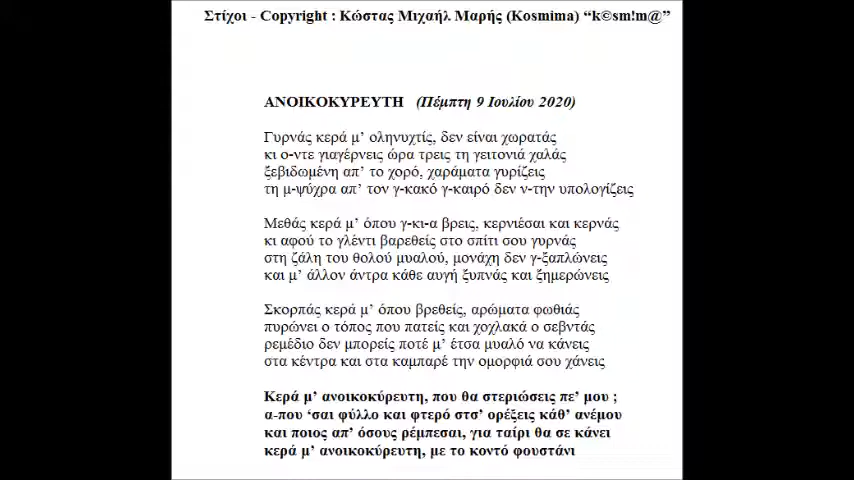 Στίχοι - Copyright : Κώστας Μιχαήλ Μαρής (Kosmima) “k©sm!m@”
ΑΝΟΙΚΟΚΥΡΕΥΤΗ (Πέμπτη 9 Ιουλίου 2020)
Γυρνάς κερά μ’ οληνυχτίς, δεν είναι χωρατάς
κι ο-ντε γιαγέρνεις ώρα τρεις τη γειτονιά χαλάς
ξεβιδωμένη απ’ το χορό, χαράματα γυρίζεις
τη μ-ψύχρα απ’ τον γ-κακό γ-καιρό δεν ν-την υπολογίζεις
Μεθάς κερά μ’ όπου γ-κι-α βρεις, κερνιέσαι και κερνάς
κι αφού το γλέντι βαρεθείς στο σπίτι σου γυρνάς
στη ζάλη του θολού μυαλού, μονάχη δεν γ-ξαπλώνεις
και μ’ άλλον άντρα κάθε αυγή ξυπνάς και ξημερώνεις
Σκορπάς κερά μ’ όπου βρεθείς, αρώματα φωθιάς
πυρώνει ο τόπος που πατείς και χοχλακά ο σεβντάς
ρεμέδιο δεν μπορείς ποτέ μ’ έτσα μυαλό να κάνεις
στα κέντρα και στα καμπαρέ την ομορφιά σου χάνεις
Κερά μ’ ανοικοκύρευτη, που θα στεριώσεις πε’ μου ;
α-που ‘σαι φύλλο και φτερό στσ’ ορέξεις κάθ’ ανέμου
και ποιος απ’ όσους ρέμπεσαι, για ταίρι θα σε κάνει
κερά μ’ ανοικοκύρευτη, με το κοντό φουστάνι